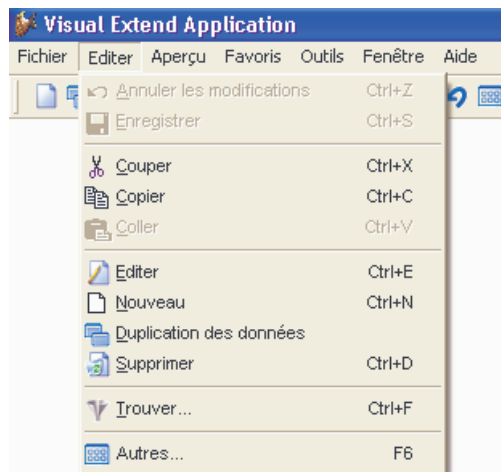 Visual Extend Application
Fichier Editer Aperçu Favoris Outils Fenêtre Aide
Annuler les modifications Ctrl+Z
Enregistrer Ctrl+S
Couper Ctrl+X
Copier Ctrl+C
Coller Ctrl+V
Editer Ctrl+E
Nouveau Ctrl+N
Duplication des données
Supprimer Ctrl+D
Trouver... Ctrl+F
Autres... F6